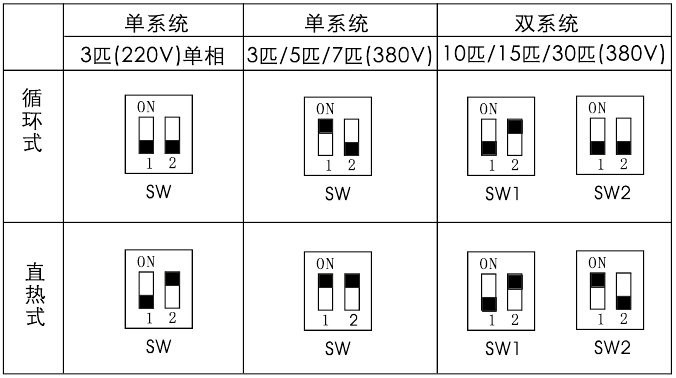 单系统
单系统
双系统
3匹(220V)单相
3匹/5匹/7匹(380V)
10匹/15匹/30匹(380V)
循环式
ON
1 2
SW
ON
1 2
SW
ON
1 2
SW1
ON
1 2
SW2
直热式
ON
1 2
SW
ON
1 2
SW
ON
1 2
SW1
ON
1 2
SW2